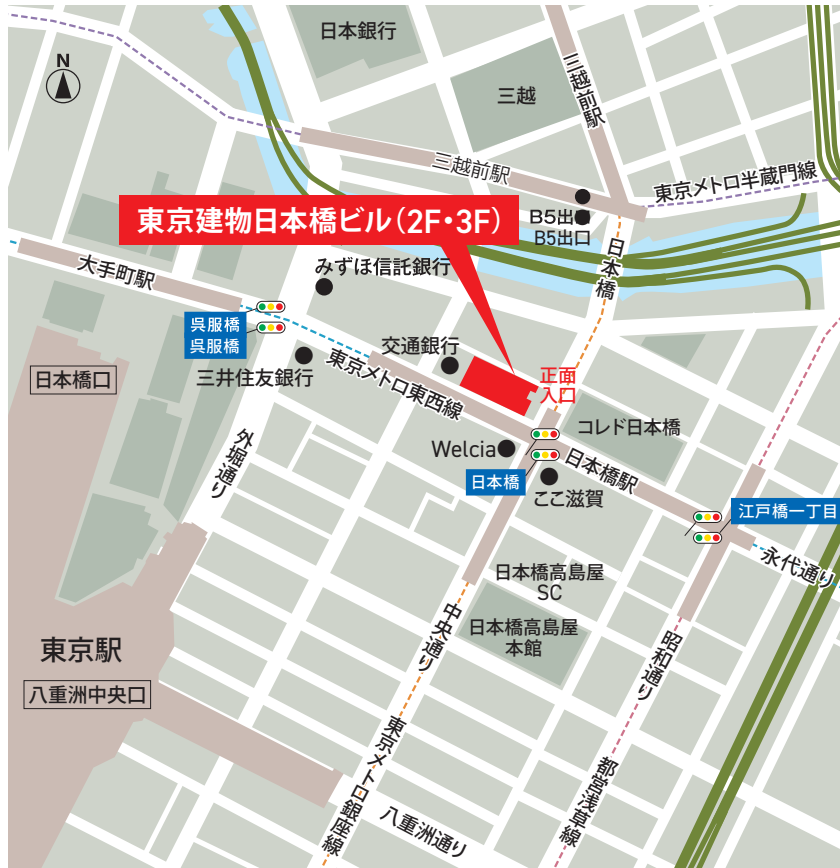 日本銀行
N
三越
三越前駅
三越前駅
東京メトロ半蔵門線
B5出口
B5出口
東京建物日本橋ビル(2F・3F)
日本橋
大手町駅
みずほ信託銀行
呉服橋
呉服橋
交通銀行
正面
入口
三井住友銀行
東京メトロ東西線
日本橋口
コレド日本橋
外堀通り
Welcia
日本橋駅
日本橋
ここ滋賀
江戸橋一丁目
永代通り
日本橋高島屋
SC
日本橋高島屋
本館
中央通り
昭和通り
東京駅
八重洲中央口
東京メトロ銀座線
都営浅草線
八重洲通り